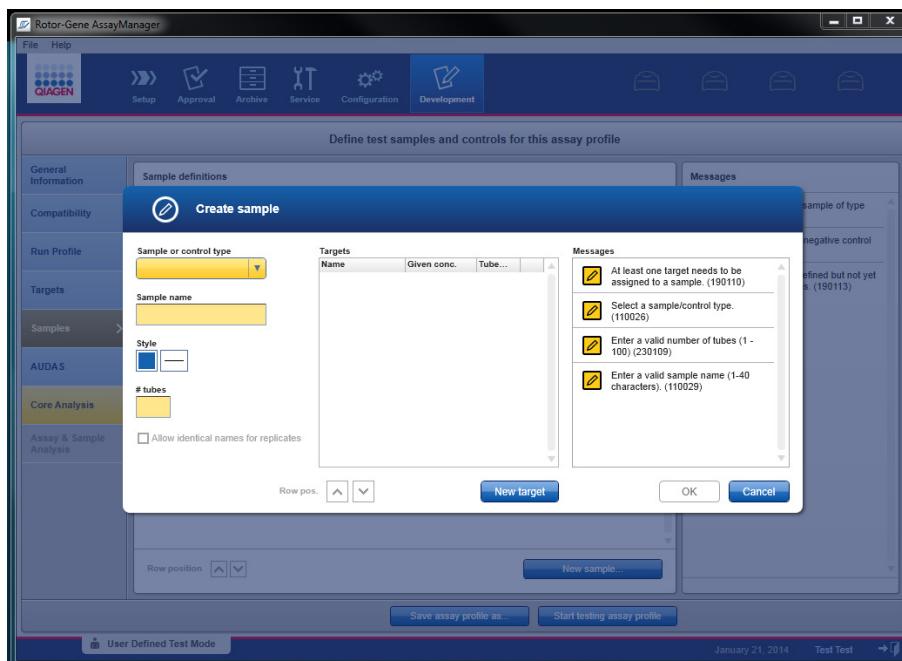 Rotor-Gene AssayManager
File Help
QIAGEN
Setup Approval Archive Service Configuration Development
Define test samples and controls for this assay profile
General
Information
Compatibility
Run Profile
Targets
Samples
AUDAS
Core Analysis
Assay & Sample
Analysis
Sample definitions
Messages
sample of type
negative control
efined but not yet
s. (190113)
Create sample
Sample or control type
Sample name
Style
# tubes
Allow identical names for replicates
Targets
Name Given conc. Tube...
Row pos.
New target
Messages
At least one target needs to be
assigned to a sample. (190110)
Select a sample/control type.
(110026)
Enter a valid number of tubes (1 -
100) (230109)
Enter a valid sample name (1-40
characters). (110029)
OK Cancel
Row position
New sample...
Save assay profile as... Start testing assay profile
User Defined Test Mode
January 21, 2014 Test Test